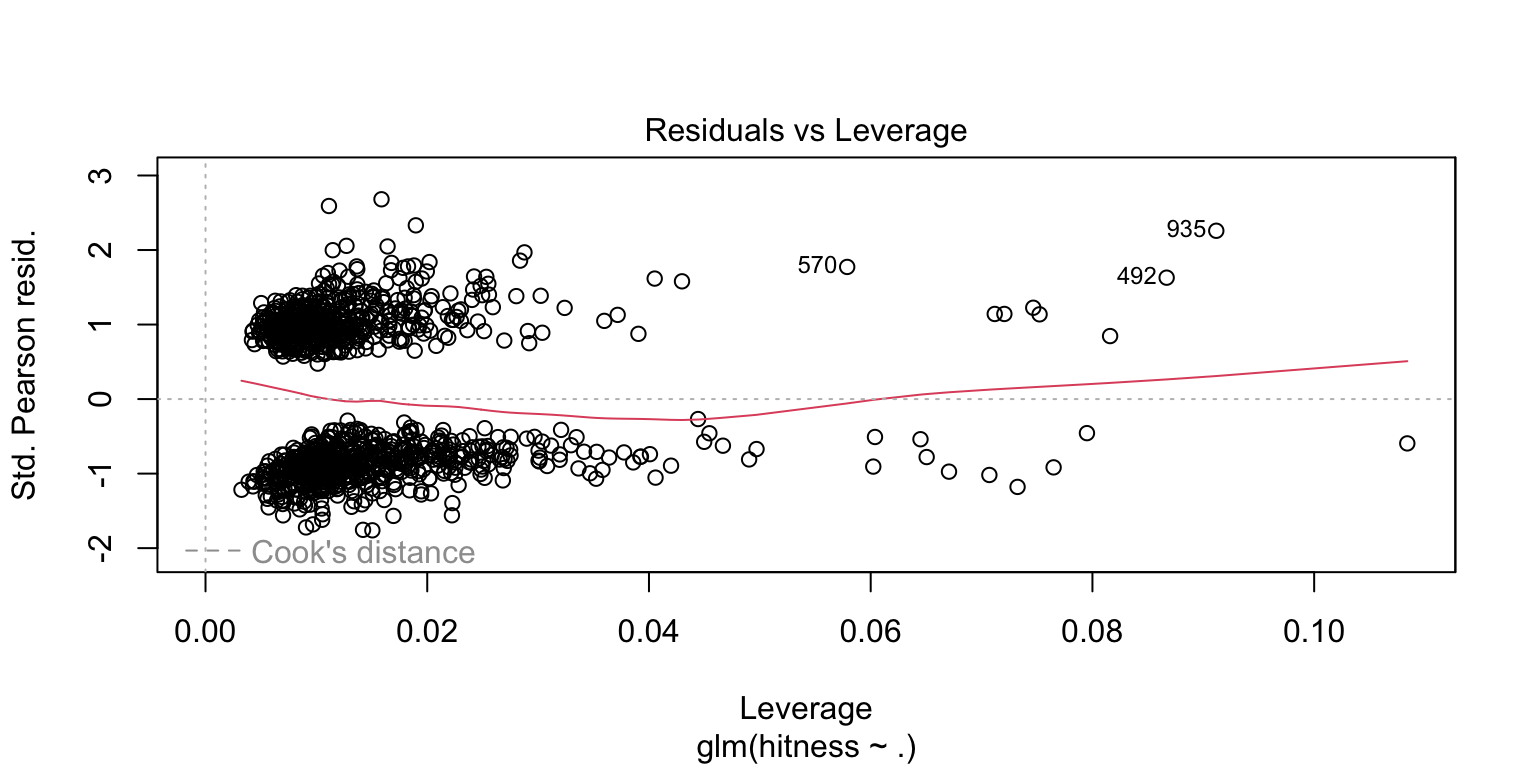 Residuals vs Leverage
Std. Pearson resid.
3
2
1
0
-1
-2
935
570
492
Cook's distance
0.00 0.02 0.04 0.06 0.08 0.10
Leverage
glm(hitness ~ .)